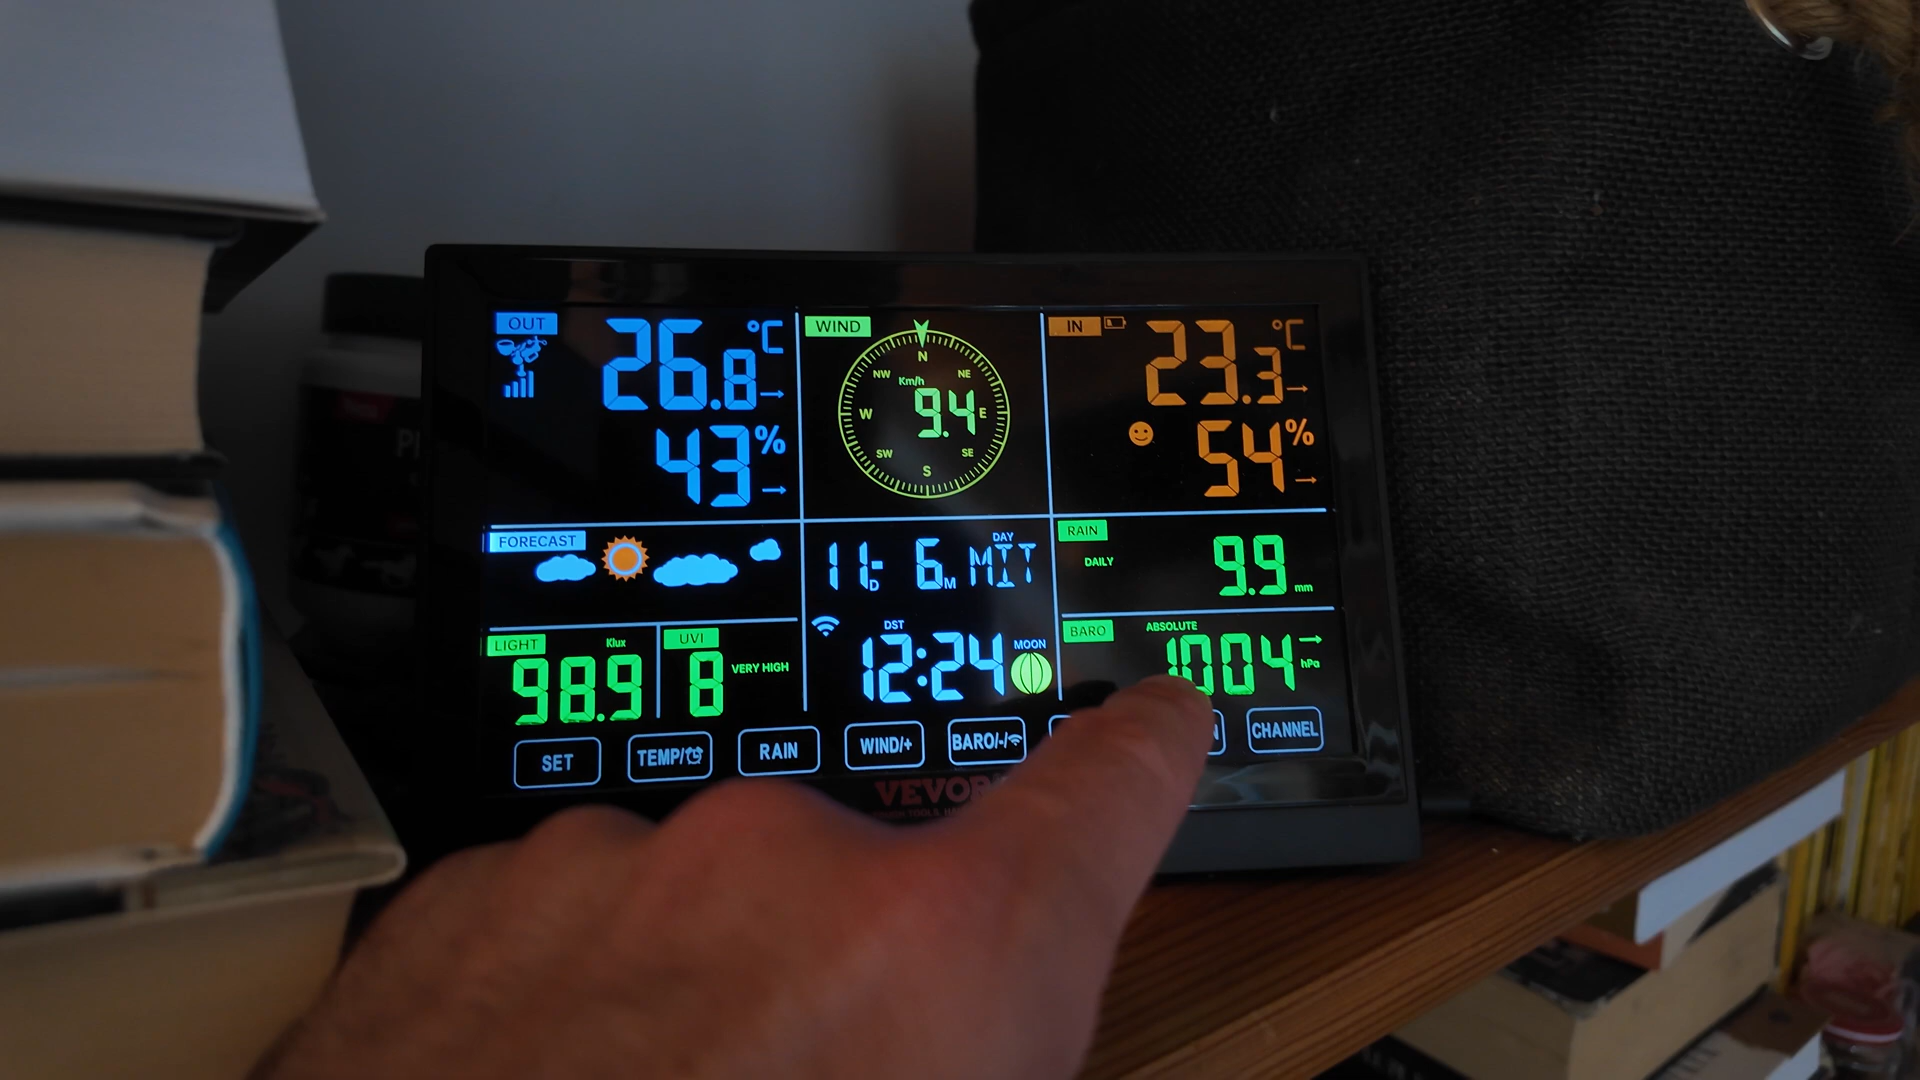 OUT
26.8 °C
43 %
WIND
N
NW NE
Km/h
9.4
W E
SW SE
S
IN
23.3 °C
54 %
FORECAST
DAY
11 D - 6 M MIT
RAIN
DAILY
9.9 mm
LIGHT Klux
98.9
UVI
8 VERY HIGH
DST
12:24
MOON
BARO ABSOLUTE
1004 hPa
SET
TEMP/
RAIN
WIND/+
BARO/-/
CHANNEL
VEVOR